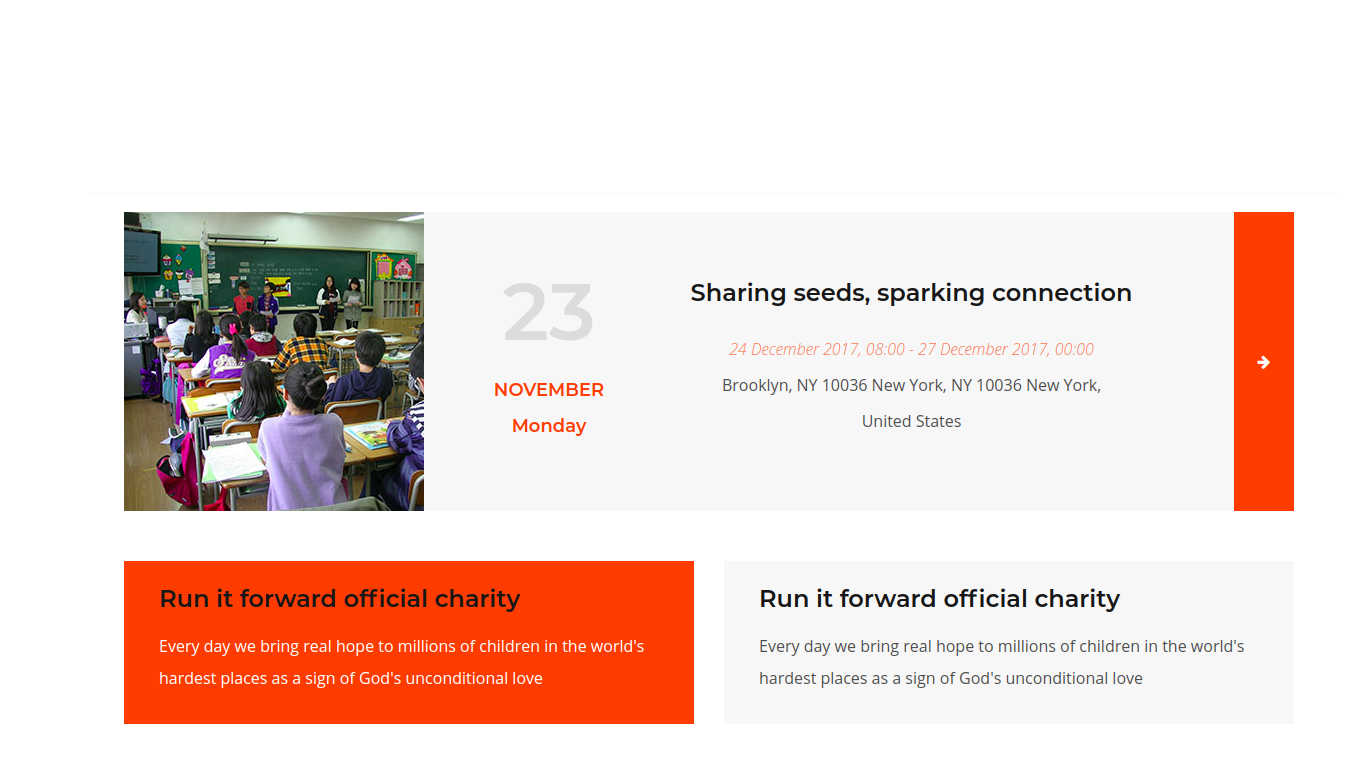 23
NOVEMBER
Monday
Sharing seeds, sparking connection
24 December 2017, 08:00 - 27 December 2017, 00:00
Brooklyn, NY 10036 New York, NY 10036 New York,
United States
Run it forward official charity
Every day we bring real hope to millions of children in the world's
hardest places as a sign of God's unconditional love
Run it forward official charity
Every day we bring real hope to millions of children in the world's
hardest places as a sign of God's unconditional love